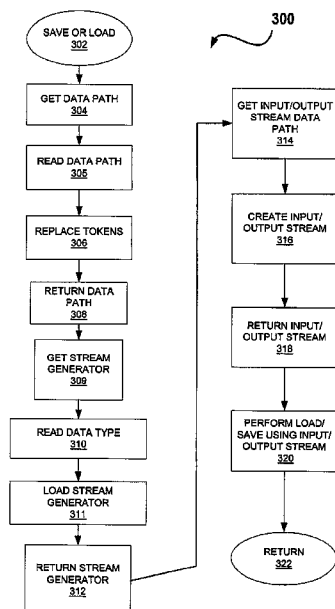 300
SAVE OR LOAD
302
GET DATA PATH
304
READ DATA PATH
305
REPLACE TOKENS
306
RETURN DATA
PATH
308
GET STREAM
GENERATOR
309
READ DATA TYPE
310
LOAD STREAM
GENERATOR
311
RETURN STREAM
GENERATOR
312
GET INPUT/OUTPUT
STREAM DATA
PATH
314
CREATE INPUT/
OUTPUT STREAM
316
RETURN INPUT/
OUTPUT STREAM
318
PERFORM LOAD/
SAVE USING INPUT/
OUTPUT STREAM
320
RETURN
322